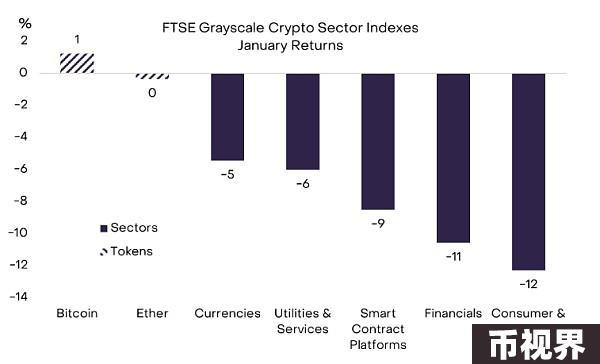 %
FTSE Grayscale Crypto Sector Indexes
January Returns
2
0
-2
-4
-6
-8
-10
-12
-14
1
0
-5
-6
-9
-11
-12
Sectors
Tokens
Bitcoin
Ether
Currencies
Utilities &
Services
Smart
Contract
Platforms
Financials
Consumer &
币视界